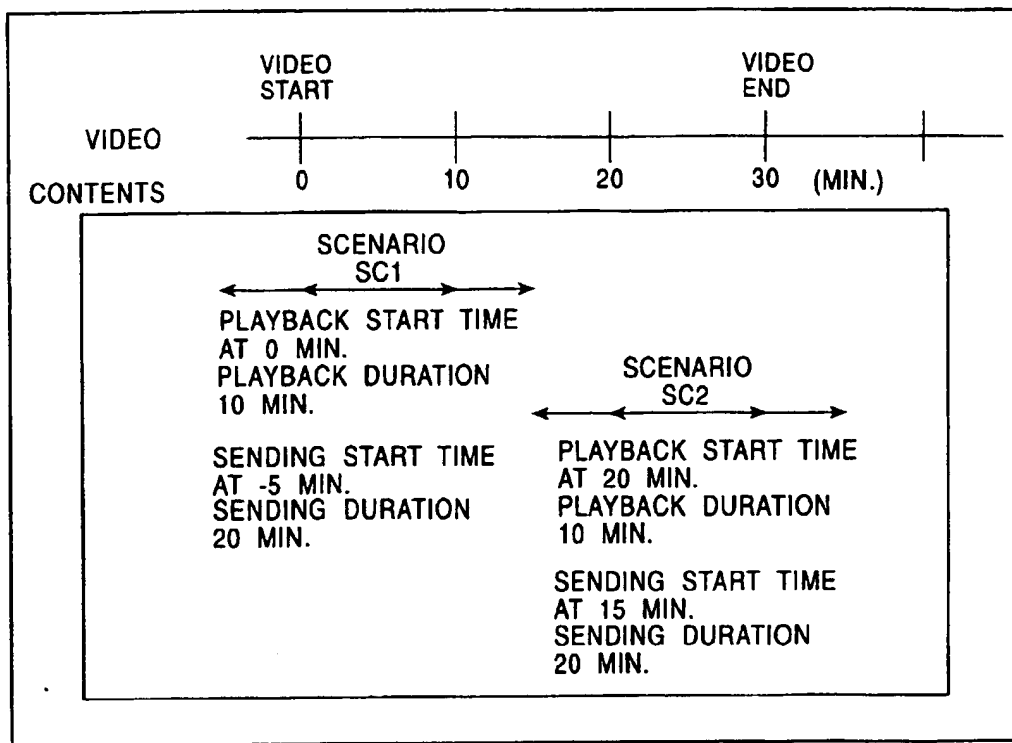 VIDEO
START
VIDEO
END
VIDEO
0 10 20 30 (MIN.)
CONTENTS
SCENARIO
SC1
PLAYBACK START TIME
AT 0 MIN.
PLAYBACK DURATION
10 MIN.
SENDING START TIME
AT -5 MIN.
SENDING DURATION
20 MIN.
SCENARIO
SC2
PLAYBACK START TIME
AT 20 MIN.
PLAYBACK DURATION
10 MIN.
SENDING START TIME
AT 15 MIN.
SENDING DURATION
20 MIN.